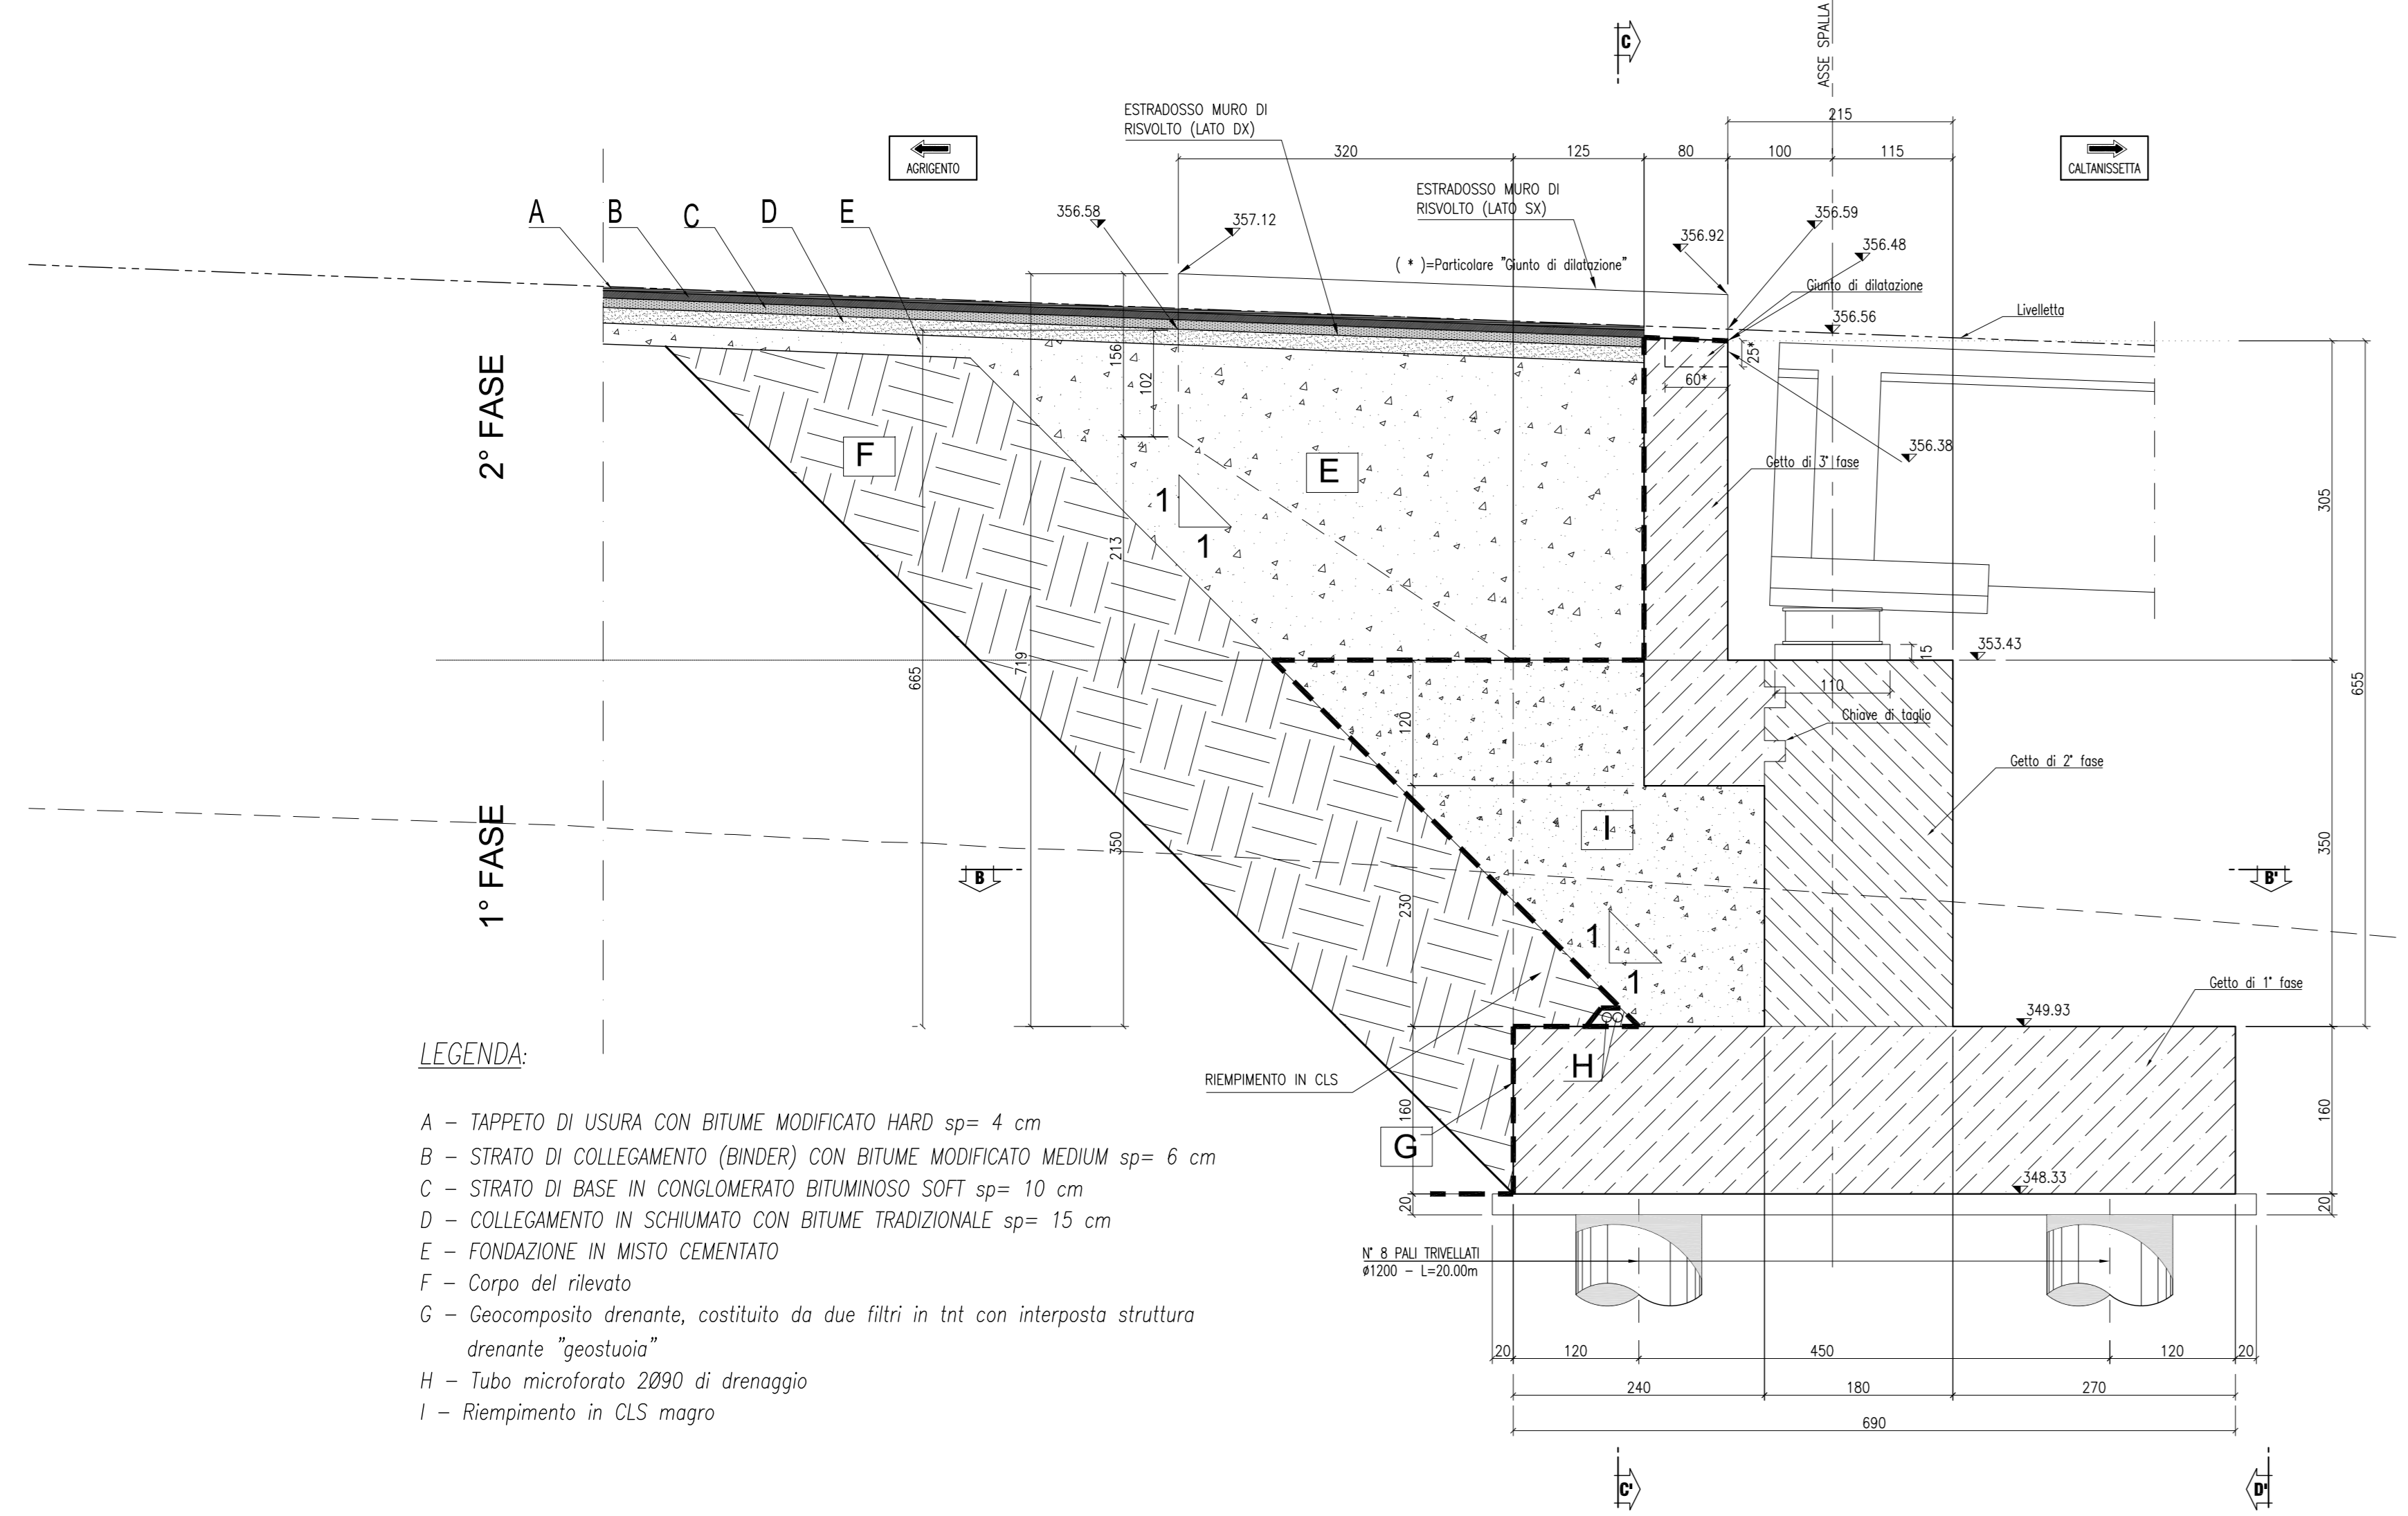 C
ASSE SPALLA
215
ESTRADOSSO MURO DI
RISVOLTO (LATO DX)
AGRIGENTO
320
125
80
100
115
CALTANISSETTA
ESTRADOSSO MURO DI
RISVOLTO (LATO SX)
A
B
C
D
E
356.58
357.12
356.92
356.59
356.48
( * )=Particolare "Giunto di dilatazione"
Giunto di dilatazione
Livelletta
356.56
156
102
25*
60*
2° FASE
F
E
356.38
Getto di 3° fase
305
1
1
213
665
719
353.43
15
655
110
120
Chiave di taglio
Getto di 2° fase
1° FASE
350
I
350
B
B'
230
1
1
Getto di 1° fase
349.93
H
RIEMPIMENTO IN CLS
160
160
G
348.33
20
20
N° 8 PALI TRIVELLATI
ø1200 - L=20.00m
20
120
450
120
20
240
180
270
690
C'
D'
LEGENDA:
A - TAPPETO DI USURA CON BITUME MODIFICATO HARD sp= 4 cm
B - STRATO DI COLLEGAMENTO (BINDER) CON BITUME MODIFICATO MEDIUM sp= 6 cm
C - STRATO DI BASE IN CONGLOMERATO BITUMINOSO SOFT sp= 10 cm
D - COLLEGAMENTO IN SCHIUMATO CON BITUME TRADIZIONALE sp= 15 cm
E - FONDAZIONE IN MISTO CEMENTATO
F - Corpo del rilevato
G - Geocomposito drenante, costituito da due filtri in tnt con interposta struttura
drenante "geostuoia"
H - Tubo microforato 2Ø90 di drenaggio
I - Riempimento in CLS magro